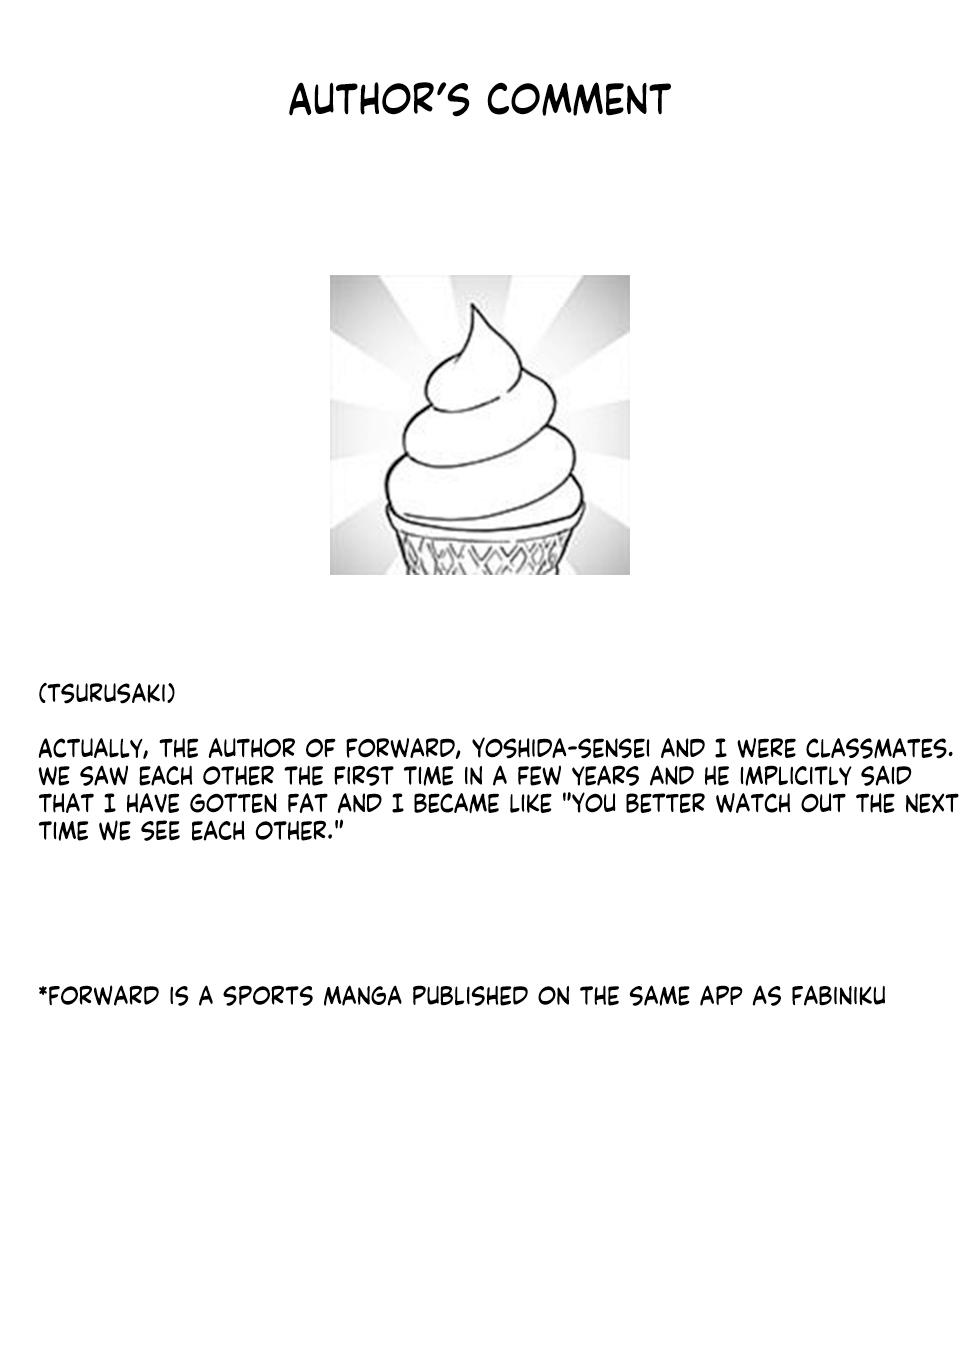 AUTHOR'S COMMENT
(TSURUSAKI)
ACTUALLY, THE AUTHOR OF FORWARD, YOSHIDA-SENSEI AND I WERE CLASSMATES.
WE SAW EACH OTHER THE FIRST TIME IN A FEW YEARS AND HE IMPLICITLY SAID
THAT I HAVE GOTTEN FAT AND I BECAME LIKE "YOU BETTER WATCH OUT THE NEXT
TIME WE SEE EACH OTHER."
*FORWARD IS A SPORTS MANGA PUBLISHED ON THE SAME APP AS FABINIKU